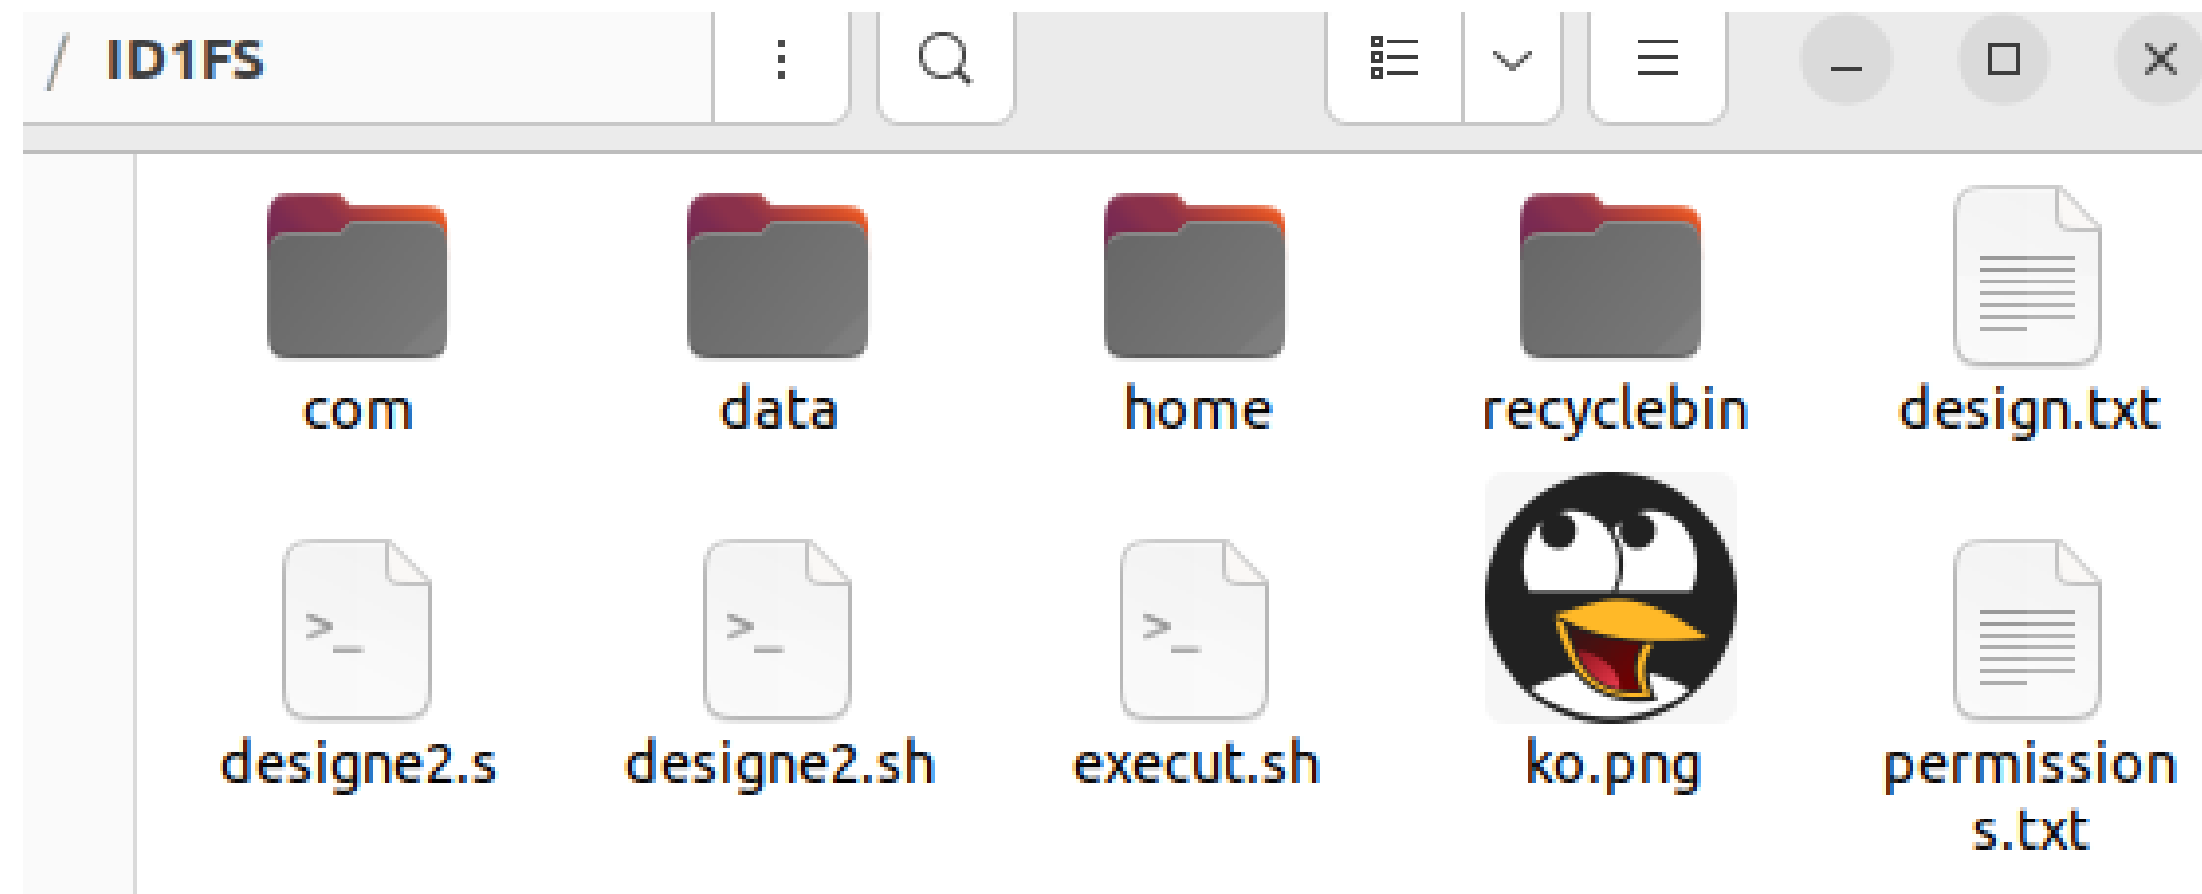 / ID1FS
com data home recyclebin design.txt
designe2.s designe2.sh execut.sh ko.png permission
s.txt